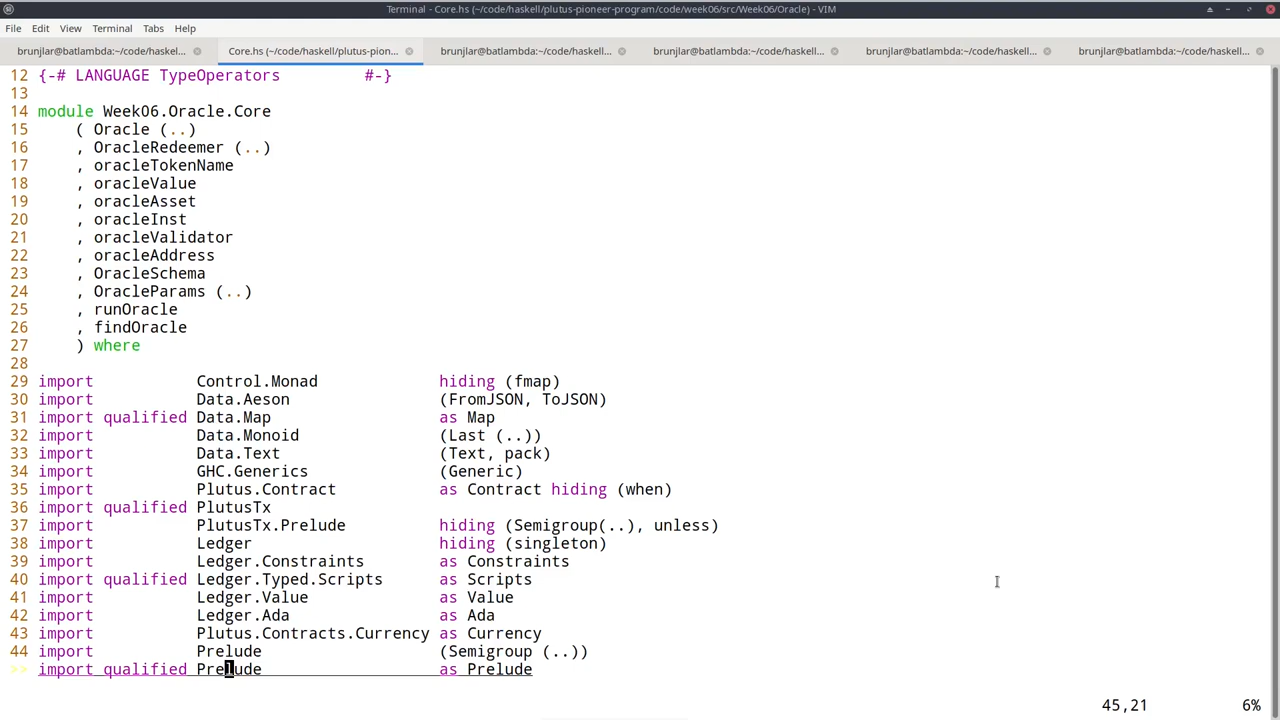 Terminal - Core.hs (~/code/haskell/plutus-pioneer-program/code/week06/src/Week06/Oracle) - VIM
File Edit View Terminal Tabs Help
brunjlar@batlambda:~/code/haskell... Core.hs (~/code/haskell/plutus-pion... brunjlar@batlambda:~/code/haskell... brunjlar@batlambda:~/code/haskell... brunjlar@batlambda:~/code/haskell... brunjlar@batlambda:~/code/haskell...
12 {-# LANGUAGE TypeOperators #-}
13
14 module Week06.Oracle.Core
15 ( Oracle (..)
16 , OracleRedeemer (..)
17 , oracleTokenName
18 , oracleValue
19 , oracleAsset
20 , oracleInst
21 , oracleValidator
22 , oracleAddress
23 , OracleSchema
24 , OracleParams (..)
25 , runOracle
26 , findOracle
27 ) where
28
29 import Control.Monad hiding (fmap)
30 import Data.Aeson (FromJSON, ToJSON)
31 import qualified Data.Map as Map
32 import Data.Monoid (Last (..))
33 import Data.Text (Text, pack)
34 import GHC.Generics (Generic)
35 import Plutus.Contract as Contract hiding (when)
36 import qualified PlutusTx
37 import PlutusTx.Prelude hiding (Semigroup(..), unless)
38 import Ledger hiding (singleton)
39 import Ledger.Constraints as Constraints
40 import qualified Ledger.Typed.Scripts as Scripts
41 import Ledger.Value as Value
42 import Ledger.Ada as Ada
43 import Plutus.Contracts.Currency as Currency
44 import Prelude (Semigroup (..))
>> import qualified Prelude as Prelude
45,21 6%